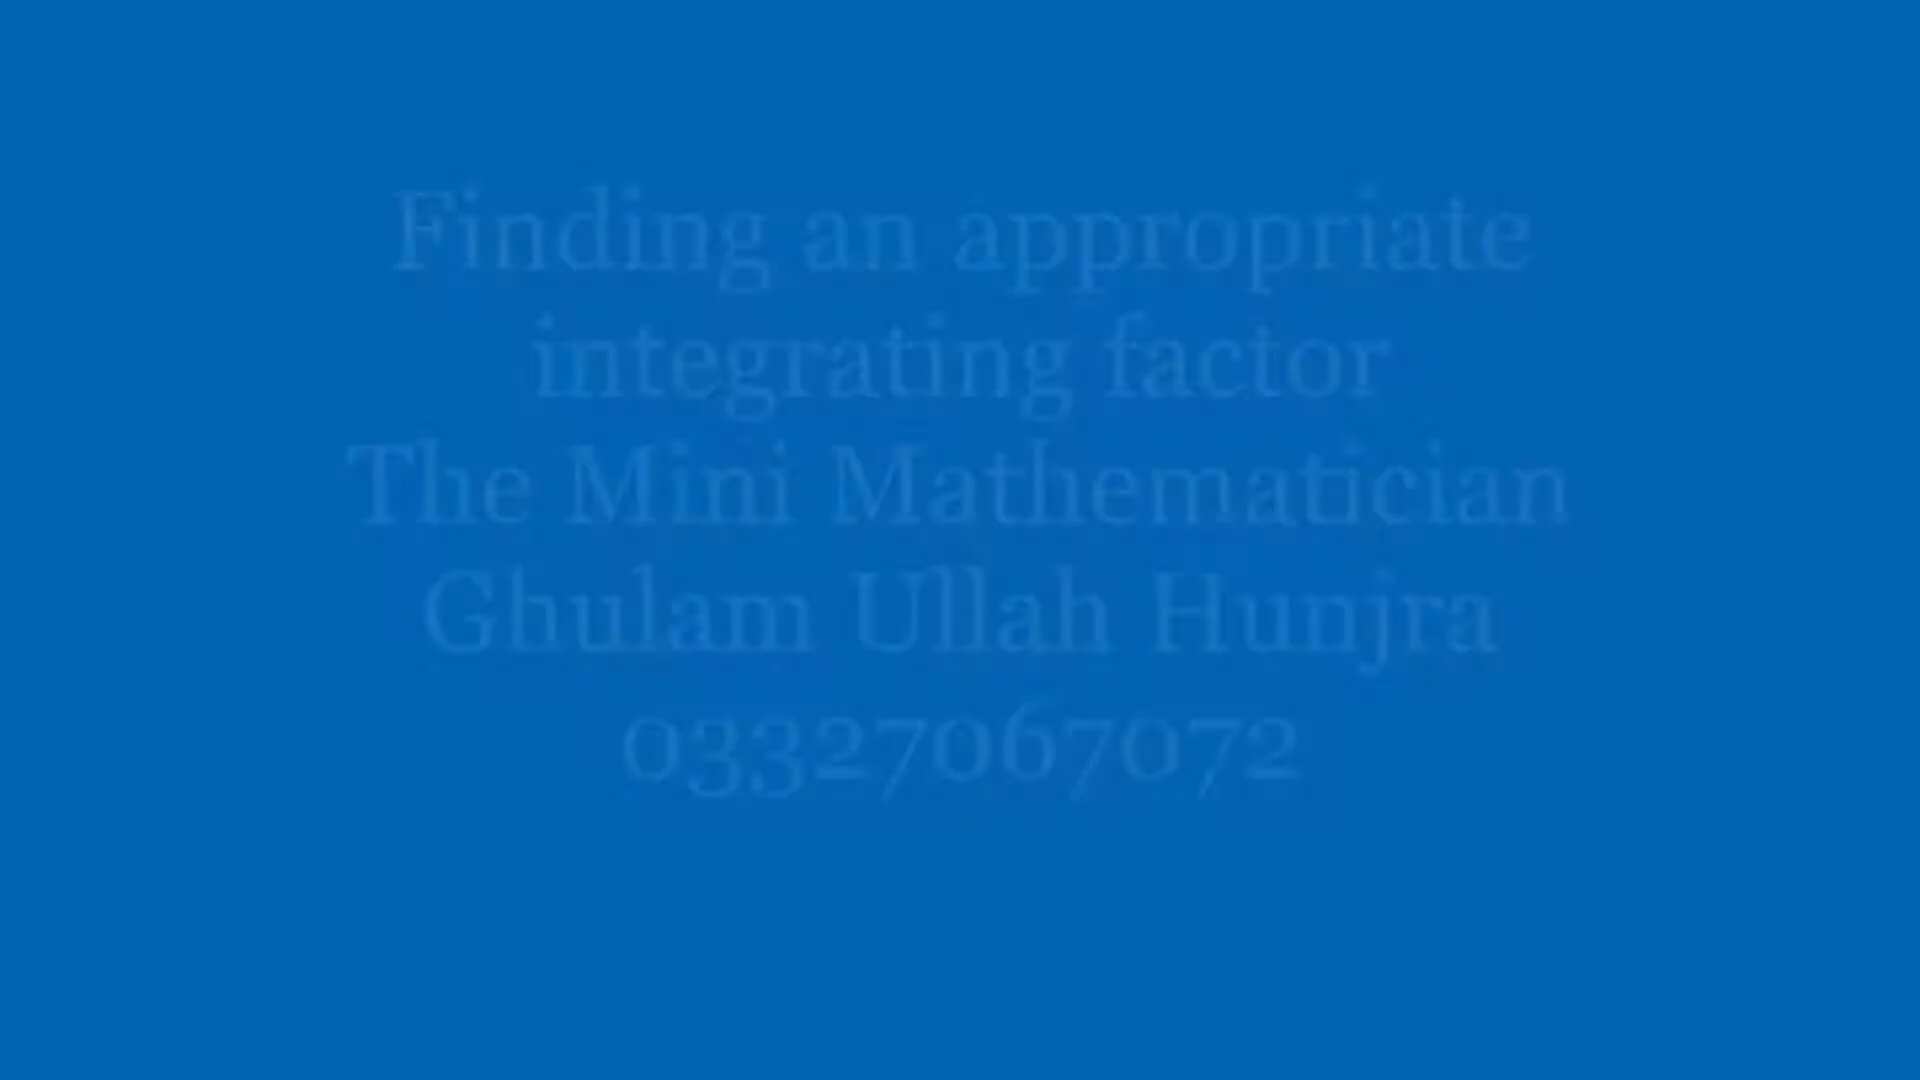 Finding an appropriate
integrating factor
The Mini Mathematician
Ghulam Ullah Hunjra
03327067072